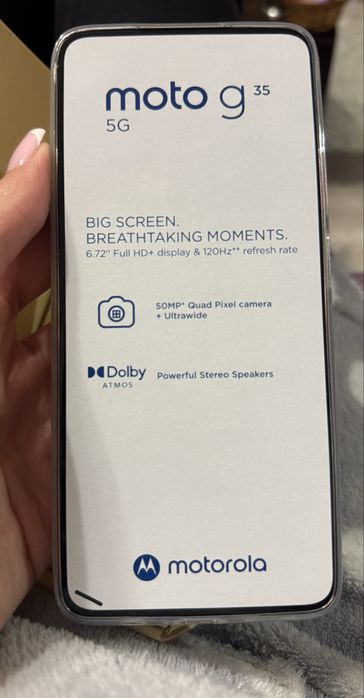 moto g 35
5G
BIG SCREEN.
BREATHTAKING MOMENTS.
6.72" Full HD+ display & 120Hz** refresh rate
50MP* Quad Pixel camera
+ Ultrawide
Dolby
ATMOS
Powerful Stereo Speakers
motorola